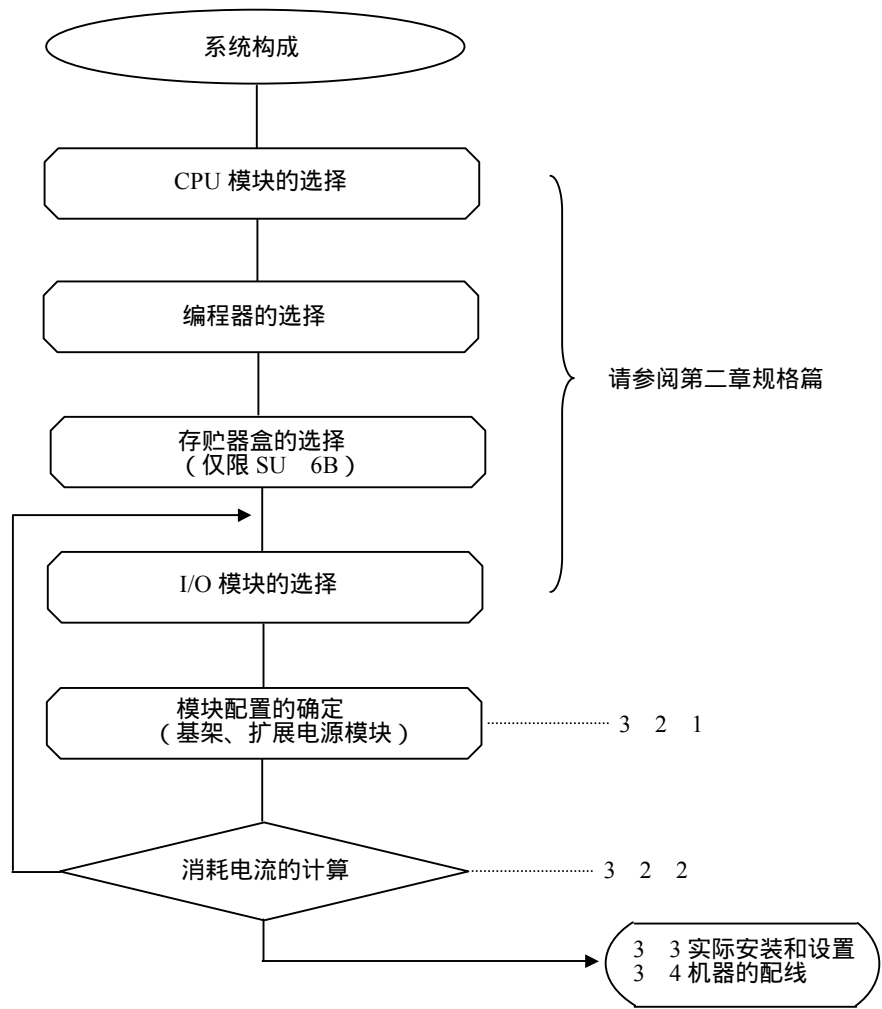 系统构成
CPU 模块的选择
编程器的选择
请参阅第二章规格篇
存贮器盒的选择
(仅限 SU 6B)
I/O 模块的选择
模块配置的确定
(基架、扩展电源模块)
3 2 1
消耗电流的计算
3 2 2
3 3 实际安装和设置
3 4 机器的配线